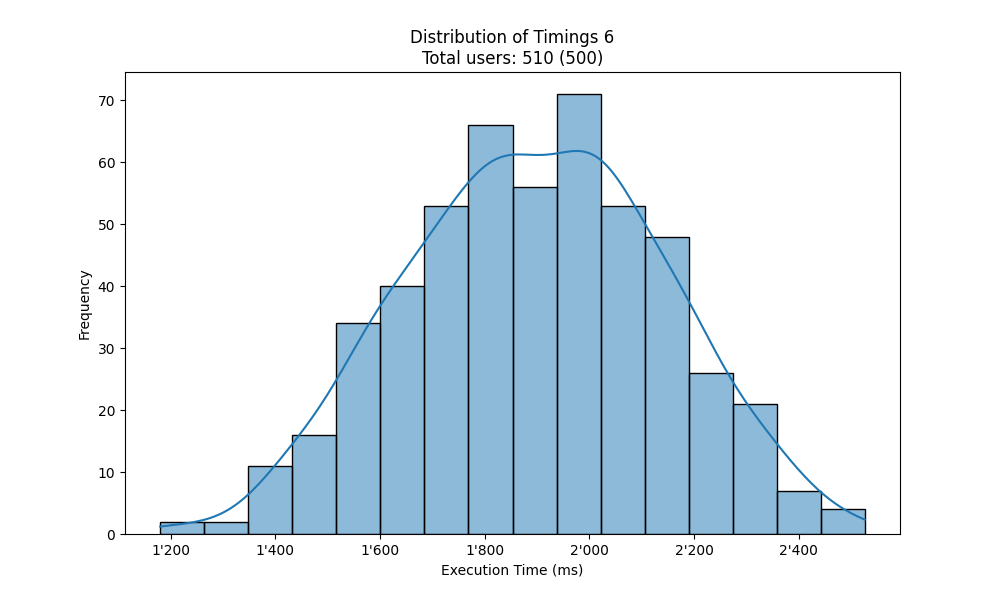 Distribution of Timings 6
Total users: 510 (500)
Frequency
70
60
50
40
30
20
10
0
1'200 1'400 1'600 1'800 2'000 2'200 2'400
Execution Time (ms)